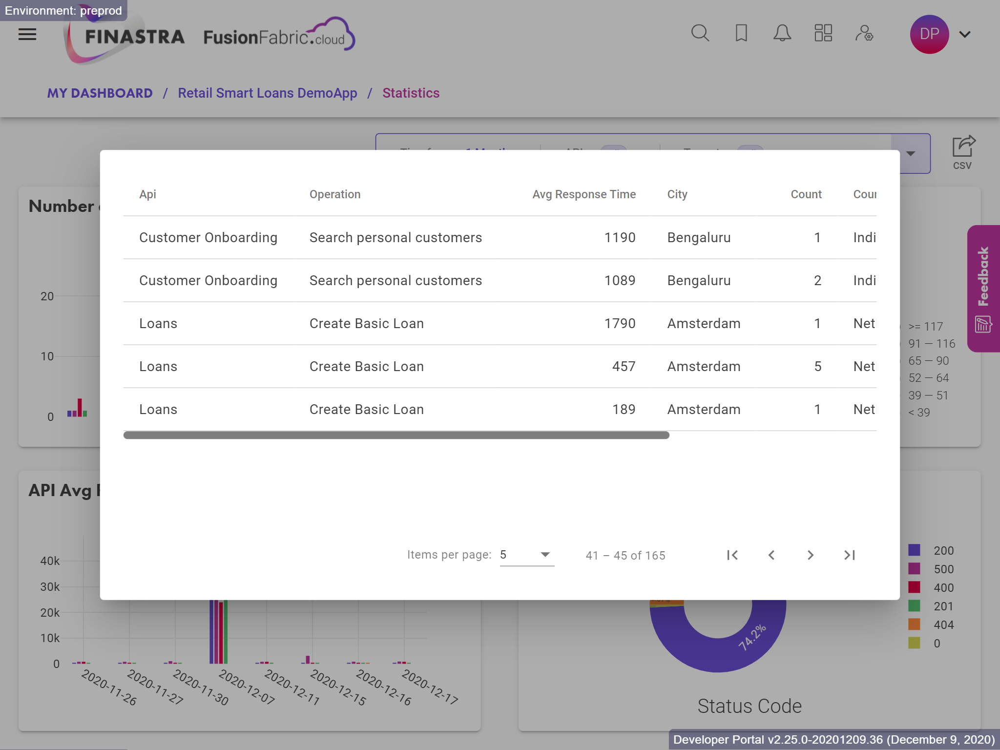 Environment: preprod
FINASTRA FusionFabric.cloud
DP
MY DASHBOARD / Retail Smart Loans DemoApp / Statistics
CSV
Number
Api Operation Avg Response Time City Count
Customer Onboarding Search personal customers 1190 Bengaluru 1 Indi
Customer Onboarding Search personal customers 1089 Bengaluru 2 Indi
Loans Create Basic Loan 1790 Amsterdam 1 Net
Loans Create Basic Loan 457 Amsterdam 5 Net
Loans Create Basic Loan 189 Amsterdam 1 Net
Items per page: 5 41 – 45 of 165
20
10
0
>= 117
91 — 116
65 — 90
52 — 64
39 — 51
< 39
Feedback
API Avg
40k
30k
20k
10k
0
2020-11-26
2020-11-27
2020-11-30
2020-12-07
2020-12-11
2020-12-15
2020-12-16
2020-12-17
74.2%
200
500
400
201
404
0
Status Code
Developer Portal v2.25.0-20201209.36 (December 9, 2020)